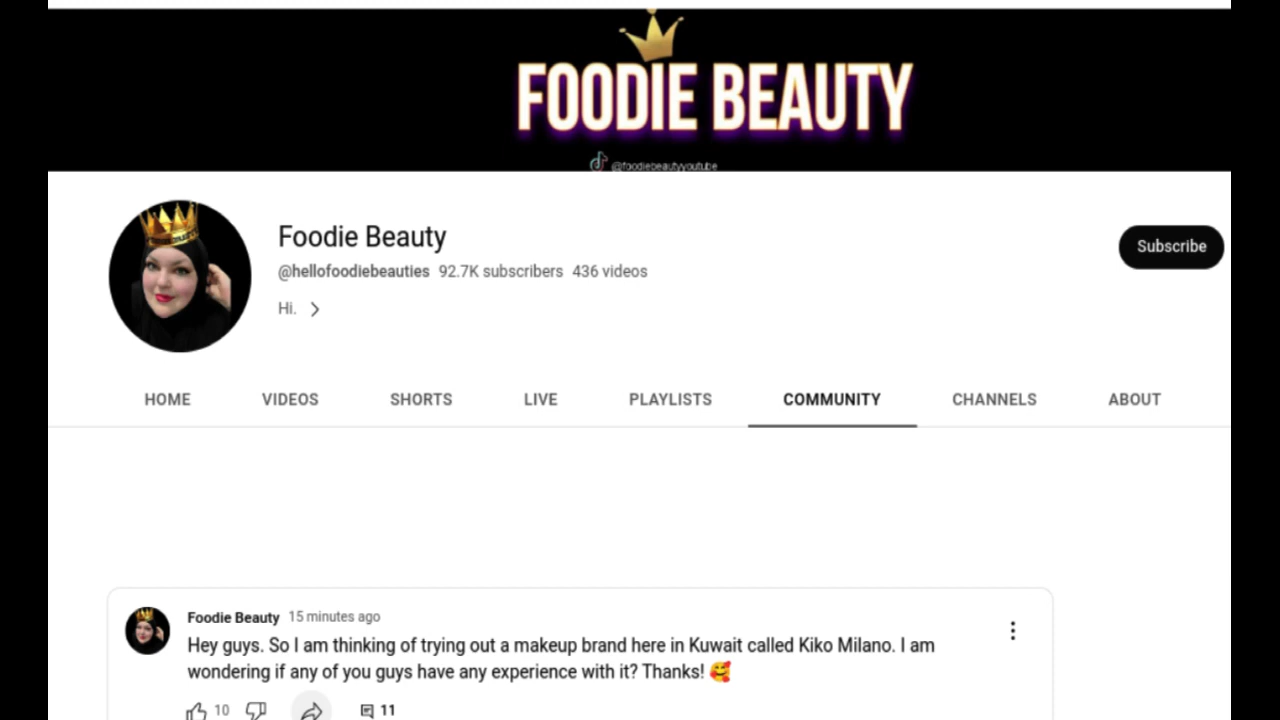 FOODIE BEAUTY
@foodiebeautyyoutube
Foodie Beauty
@hellofoodiebeauties 92.7K subscribers 436 videos
Hi.
Subscribe
HOME VIDEOS SHORTS LIVE PLAYLISTS COMMUNITY CHANNELS ABOUT
Foodie Beauty 15 minutes ago
Hey guys. So I am thinking of trying out a makeup brand here in Kuwait called Kiko Milano. I am
wondering if any of you guys have any experience with it? Thanks! 🥰
10 11